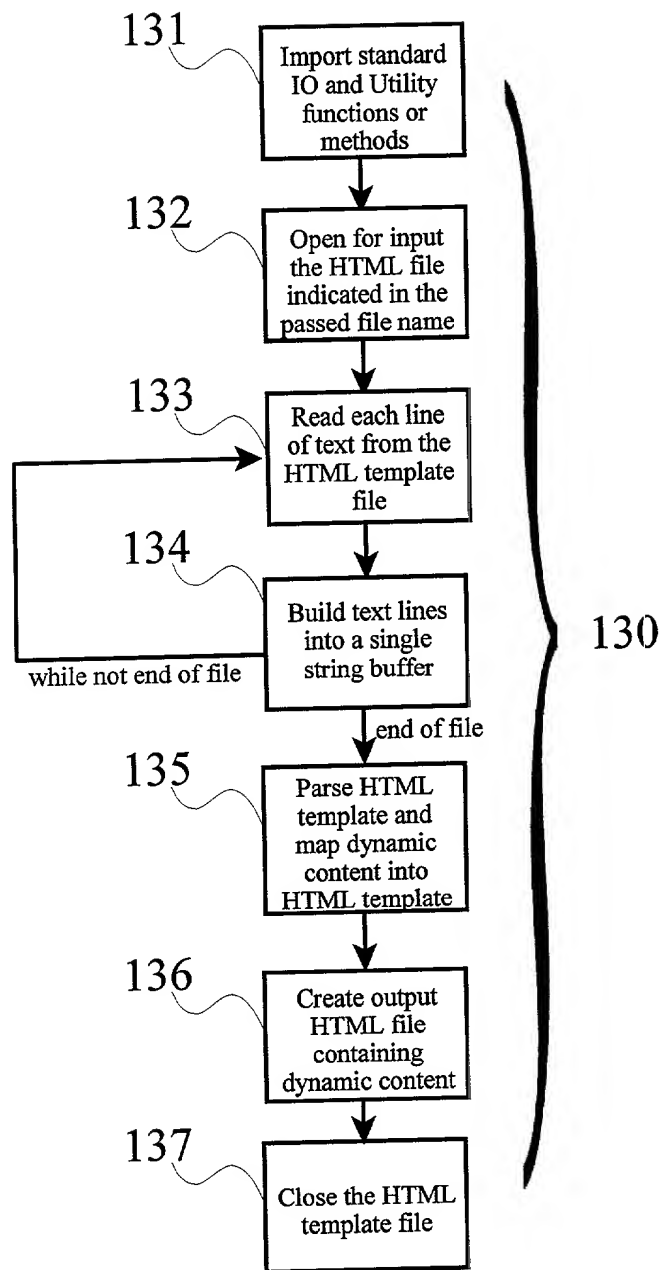 131
Import standard
IO and Utility
functions or
methods
132
Open for input
the HTML file
indicated in the
passed file name
133
Read each line
of text from the
HTML template
file
134
Build text lines
into a single
string buffer
while not end of file
end of file
130
135
Parse HTML
template and
map dynamic
content into
HTML template
136
Create output
HTML file
containing
dynamic content
137
Close the HTML
template file